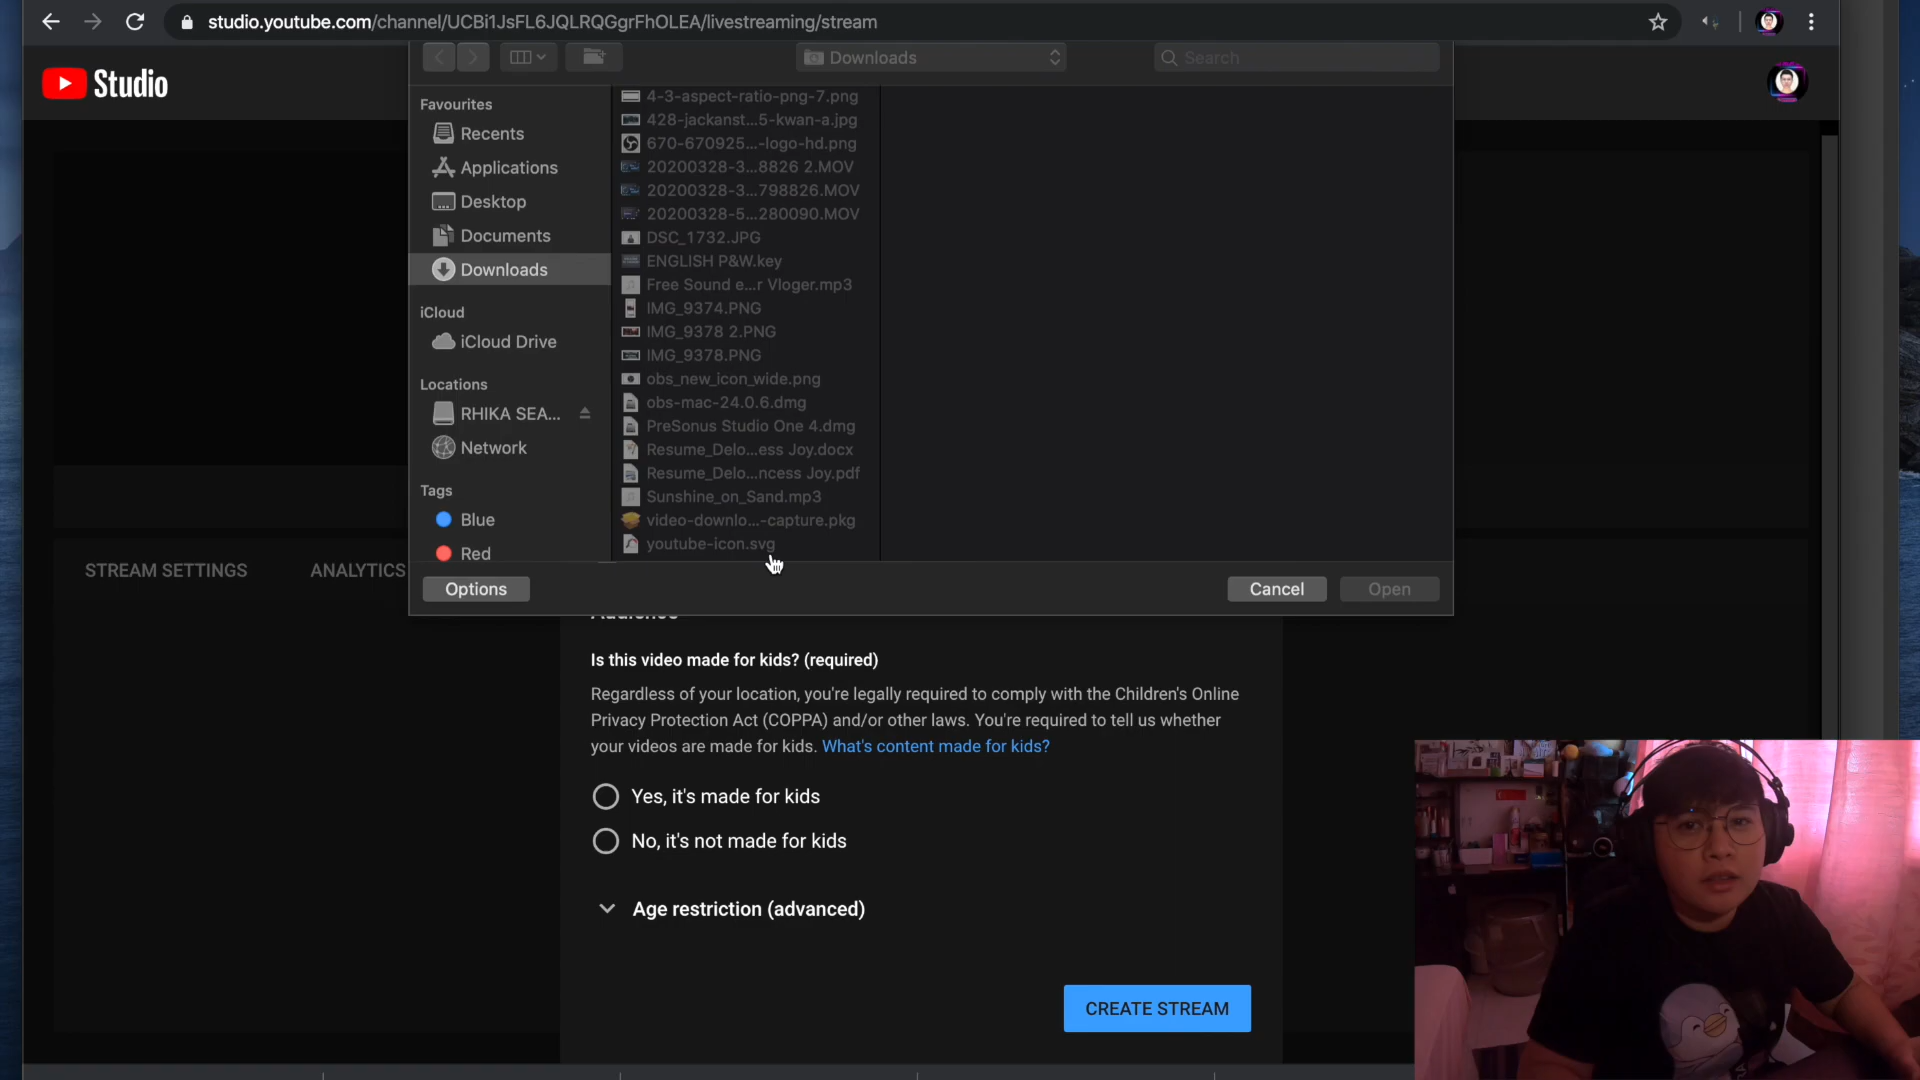 studio.youtube.com/channel/UCBi1JsFL6JQLRQGgrFhOLEA/livestreaming/stream
Studio
Downloads
Search
Favourites
Recents
Applications
Desktop
Documents
Downloads
iCloud
iCloud Drive
Locations
RHIKA SEA...
Network
Tags
Blue
Red
4-3-aspect-ratio-png-7.png
428-jackanst...5-kwan-a.jpg
670-670925...-logo-hd.png
20200328-3...8826 2.MOV
20200328-3...798826.MOV
20200328-5...280090.MOV
DSC_1732.JPG
ENGLISH P&W.key
Free Sound e...r Vloger.mp3
IMG_9374.PNG
IMG_9378 2.PNG
IMG_9378.PNG
obs_new_icon_wide.png
obs-mac-24.0.6.dmg
PreSonus Studio One 4.dmg
Resume_Delo...ess Joy.docx
Resume_Delo...ncess Joy.pdf
Sunshine_on_Sand.mp3
video-downlo...-capture.pkg
youtube-icon.svg
Options
Cancel
Open
STREAM SETTINGS
ANALYTICS
Audience
Is this video made for kids? (required)
Regardless of your location, you're legally required to comply with the Children's Online
Privacy Protection Act (COPPA) and/or other laws. You're required to tell us whether
your videos are made for kids. What's content made for kids?
Yes, it's made for kids
No, it's not made for kids
Age restriction (advanced)
CREATE STREAM